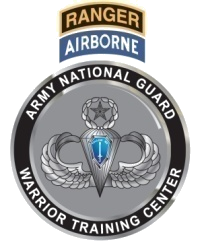 RANGER
AIRBORNE
ARMY NATIONAL GUARD
WARRIOR TRAINING CENTER